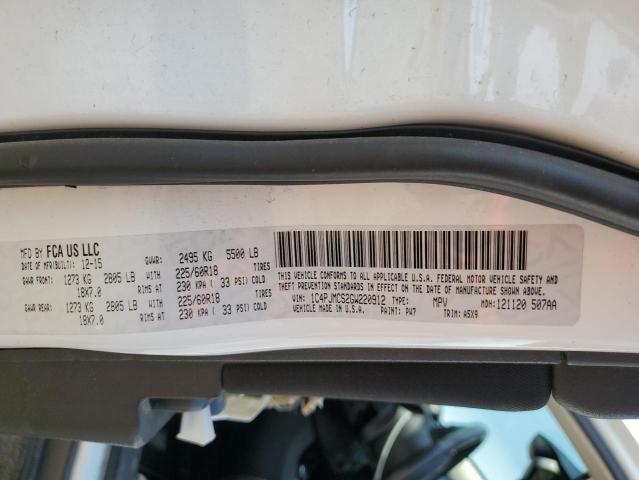 MFD BY FCA US LLC
DATE OF MFR(BUILT): 12-15 GVWR: 2495 KG 5500 LB
GAWR FRONT: 1273 KG 2805 LB WITH 225/60R18 TIRES
18X7.0 RIMS AT 230 KPA ( 33 PSI) COLD
GAWR REAR: 1273 KG 2805 LB WITH 225/60R18 TIRES
18X7.0 RIMS AT 230 KPA ( 33 PSI) COLD
THIS VEHICLE CONFORMS TO ALL APPLICABLE U.S.A. FEDERAL MOTOR VEHICLE SAFETY AND
THEFT PREVENTION STANDARDS IN EFFECT ON THE DATE OF MANUFACTURE SHOWN ABOVE.
VIN: 1C4PJMCS2GW220912 TYPE: MPV MDH: 121120 507AA
VEHICLE MADE IN U.S.A. PAINT: PW7 TRIM: A5X9